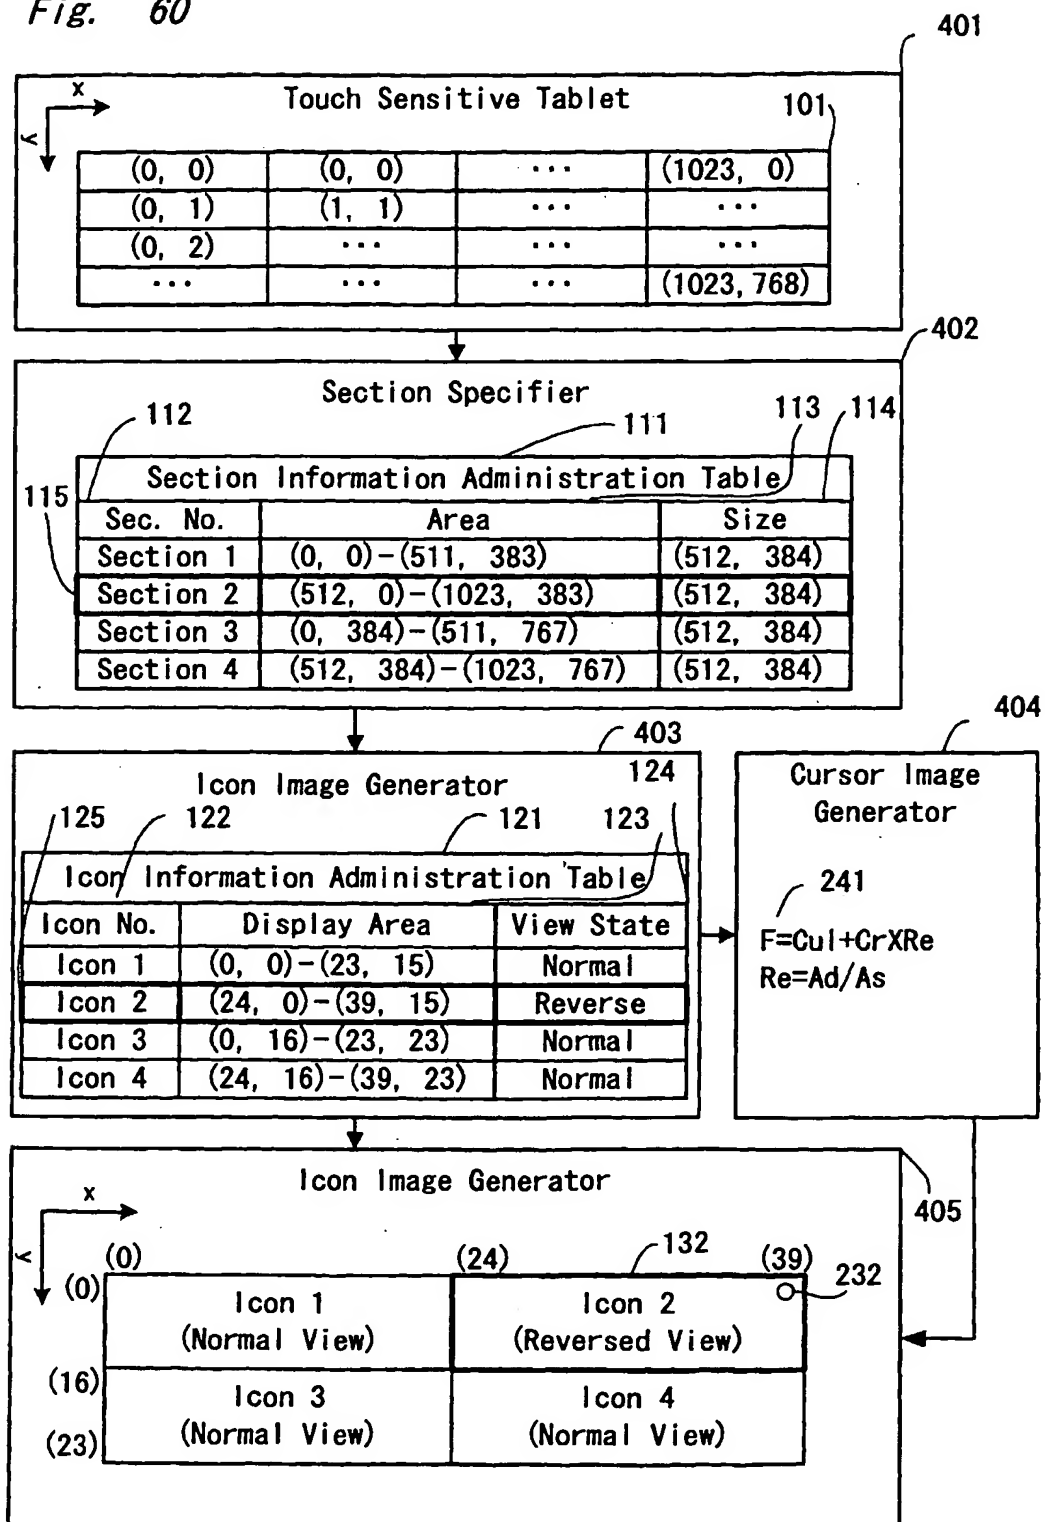 Fig. 60
401
x
Touch Sensitive Tablet
101
y
(0, 0) (0, 0) ... (1023, 0)
(0, 1) (1, 1) ... ...
(0, 2) ... ... ...
... ... ... (1023, 768)
402
Section Specifier
112 111 113 114
Section Information Administration Table
115
Sec. No. Area Size
Section 1 (0, 0)-(511, 383) (512, 384)
Section 2 (512, 0)-(1023, 383) (512, 384)
Section 3 (0, 384)-(511, 767) (512, 384)
Section 4 (512, 384)-(1023, 767) (512, 384)
403
404
Icon Image Generator
124
125 122 121 123
Icon Information Administration Table
Icon No. Display Area View State
Icon 1 (0, 0)-(23, 15) Normal
Icon 2 (24, 0)-(39, 15) Reverse
Icon 3 (0, 16)-(23, 23) Normal
Icon 4 (24, 16)-(39, 23) Normal
Cursor Image
Generator
241
F=Cul+CrXRe
Re=Ad/As
Icon Image Generator
405
x
y
(0) (24) 132 (39)
(0)
232
Icon 1
(Normal View)
Icon 2
(Reversed View)
(16)
Icon 3
(Normal View)
Icon 4
(Normal View)
(23)